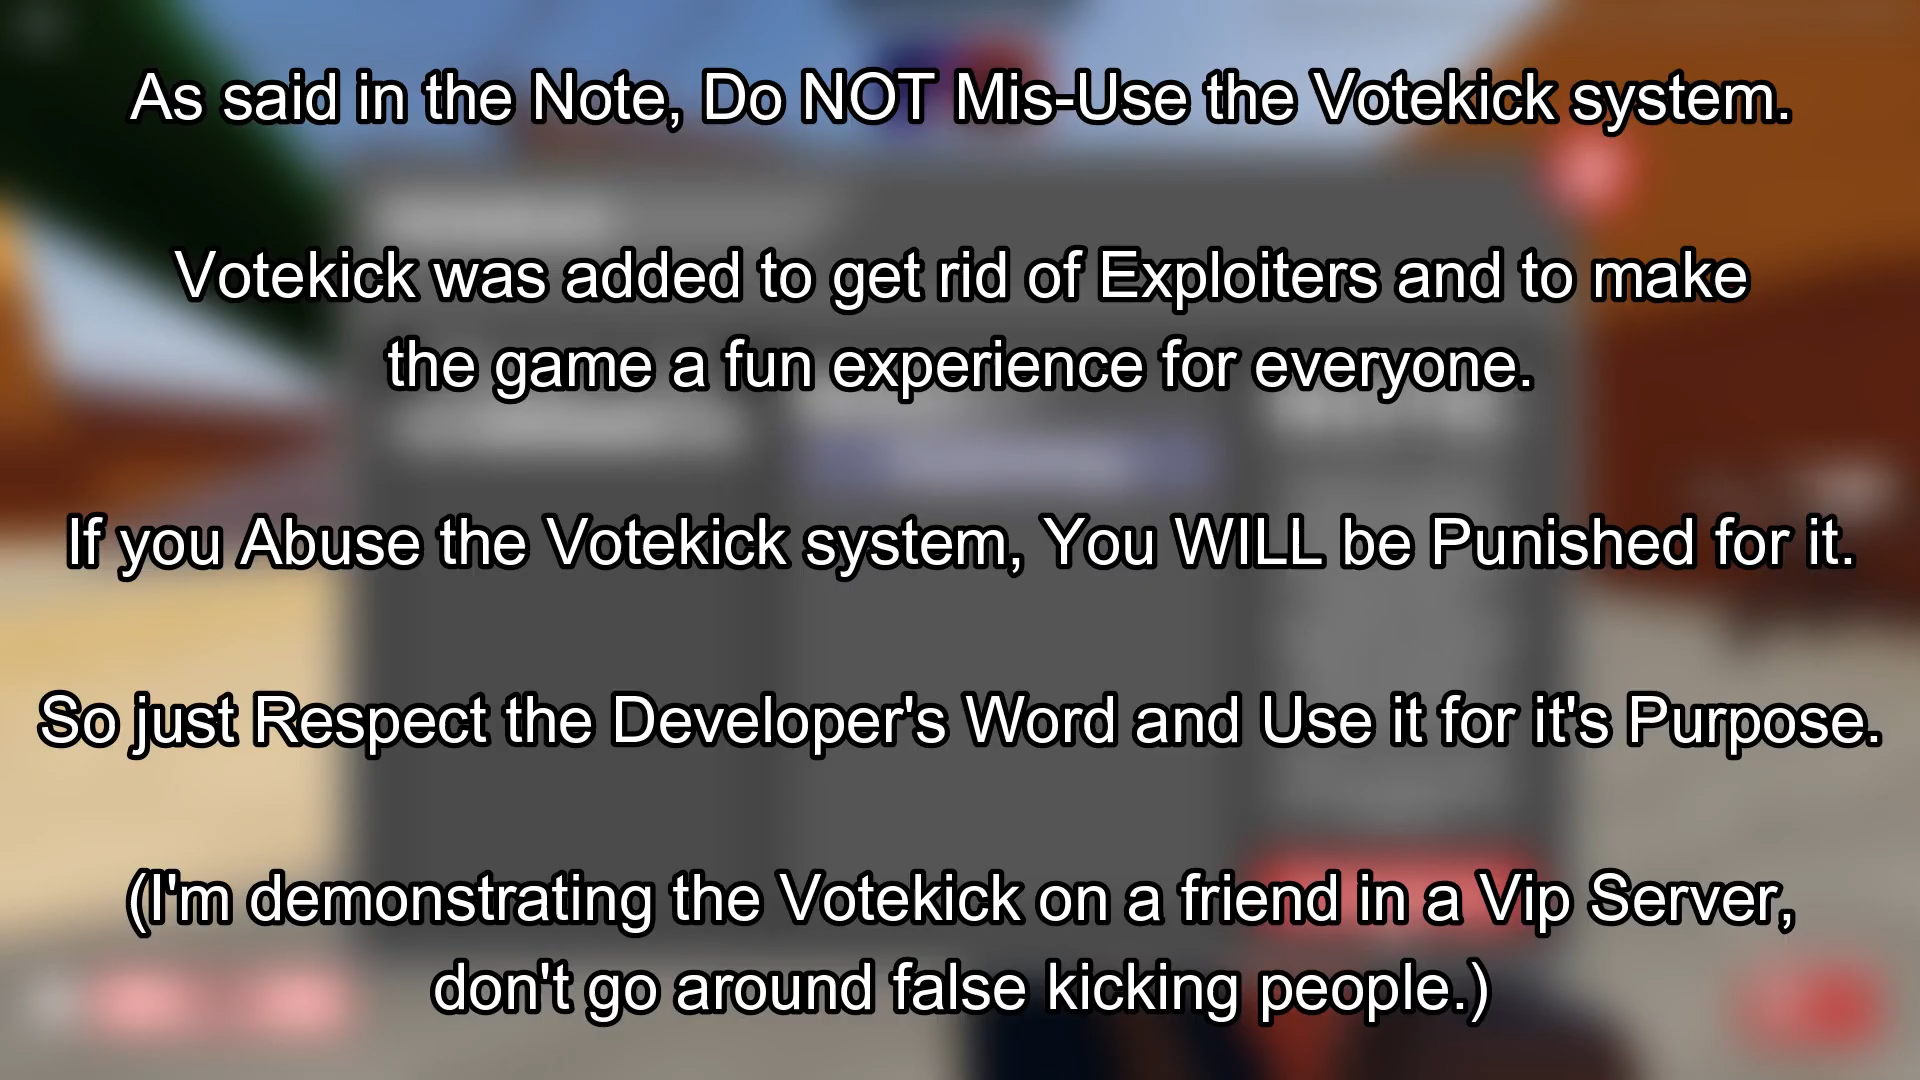 As said in the Note, Do NOT Mis-Use the Votekick system.
Votekick was added to get rid of Exploiters and to make
the game a fun experience for everyone.
If you Abuse the Votekick system, You WILL be Punished for it.
So just Respect the Developer's Word and Use it for it's Purpose.
(I'm demonstrating the Votekick on a friend in a Vip Server,
don't go around false kicking people.)